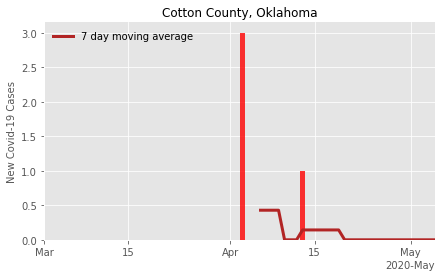 Cotton County, Oklahoma
7 day moving average
New Covid-19 Cases
3.0
2.5
2.0
1.5
1.0
0.5
0.0
Mar 15 Apr 15 May
2020-May